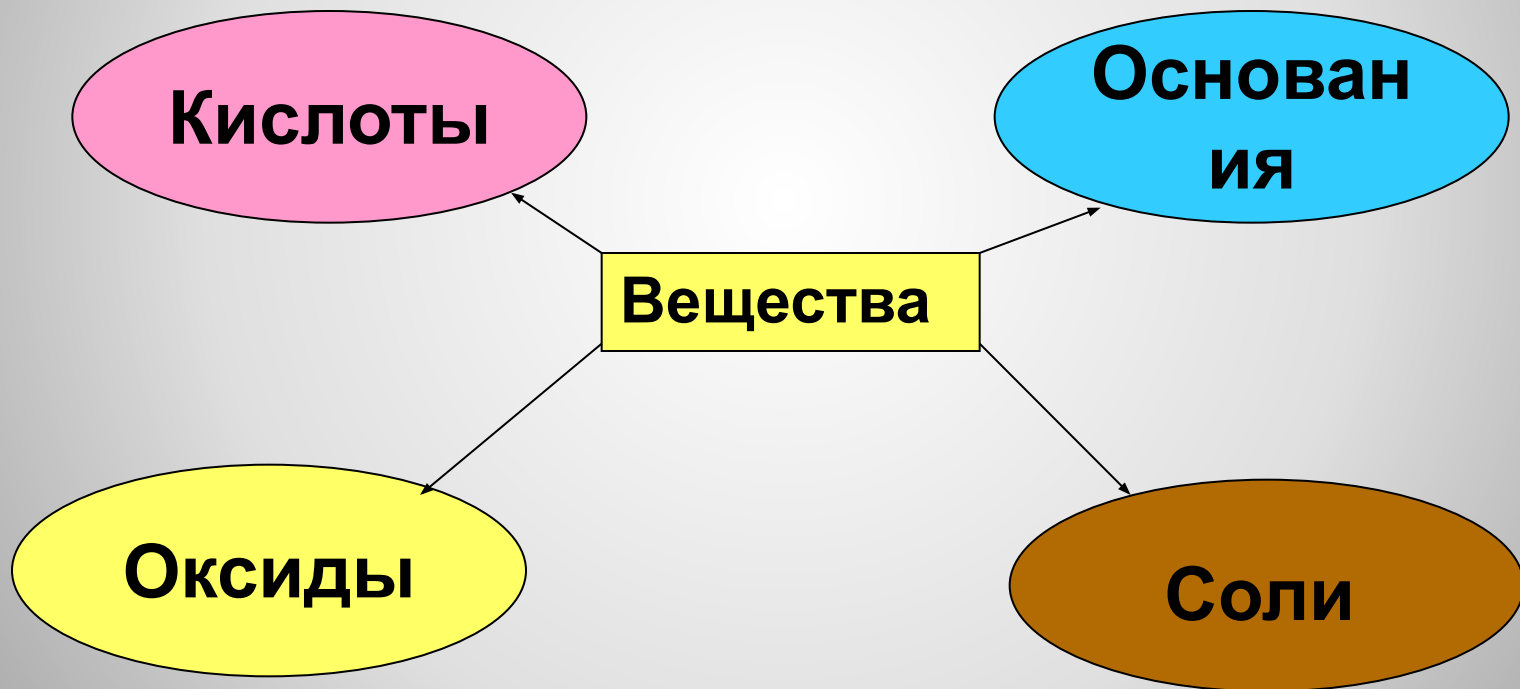 Кислоты
Основан
ия
Вещества
Оксиды
Соли